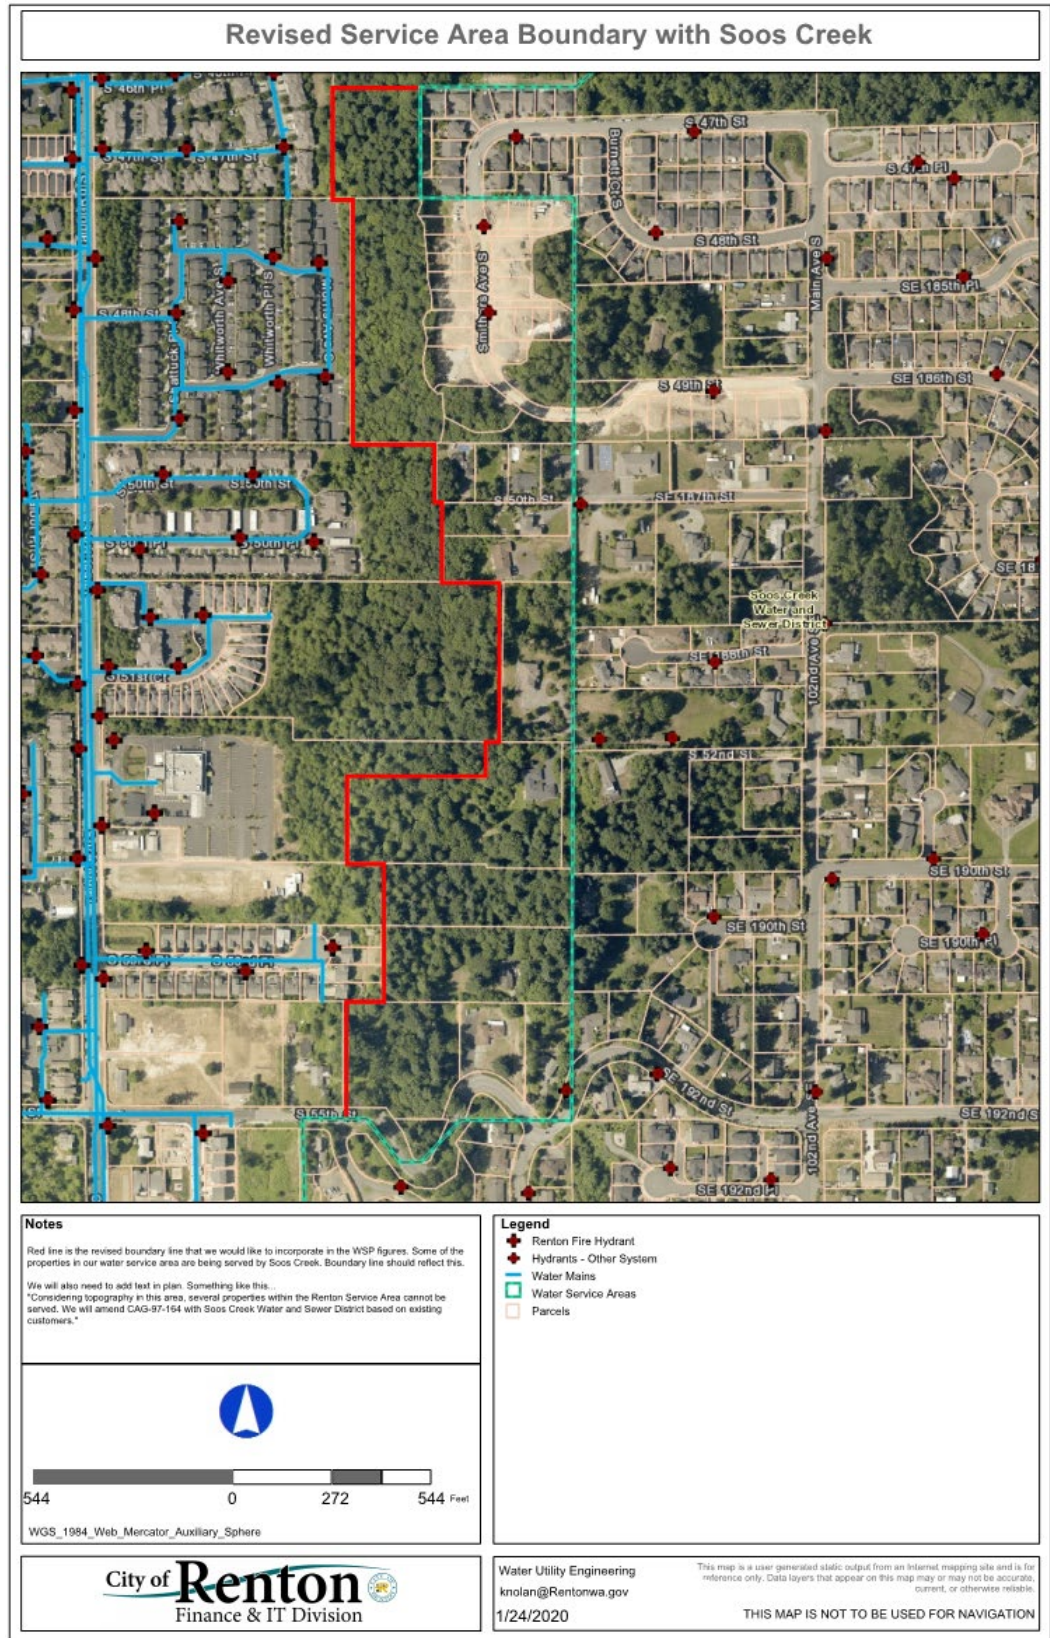 Revised Service Area Boundary with Soos Creek
S 46th Pl
S 47th St
S 47th St
S 47th St
Burnett Ct S
S 47th Pl
S 48th St
Main Ave S
SE 185th Pl
Smithers Ave S
Whitworth Ave S
Whitworth Pl S
S 48th St
S 49th St
SE 186th St
S 50th St
S 50th St
S 50th St
SE 187th St
S 50th Pl
S 50th Pl
SE 18
Soos Creek
Water and
Sewer District
SE 186th St
102nd Ave S
S 51st Ct
S 52nd St
SE 190th St
SE 190th St
SE 190th Pl
S 53rd Pl
S 53rd Pl
SE 192nd St
S 55th St
SE 192nd S
102nd Ave S
SE 192nd Pl
Notes
Red line is the revised boundary line that we would like to incorporate in the WSP figures. Some of the
properties in our water service area are being served by Soos Creek. Boundary line should reflect this.
We will also need to add text in plan. Something like this...
"Considering topography in this area, several properties within the Renton Service Area cannot be
served. We will amend CAG-97-164 with Soos Creek Water and Sewer District based on existing
customers."
Legend
Renton Fire Hydrant
Hydrants - Other System
Water Mains
Water Service Areas
Parcels
544 0 272 544 Feet
WGS_1984_Web_Mercator_Auxiliary_Sphere
City of Renton
Finance & IT Division
Water Utility Engineering
knolan@Rentonwa.gov
1/24/2020
This map is a user generated static output from an Internet mapping site and is for
reference only. Data layers that appear on this map may or may not be accurate,
current, or otherwise reliable.
THIS MAP IS NOT TO BE USED FOR NAVIGATION